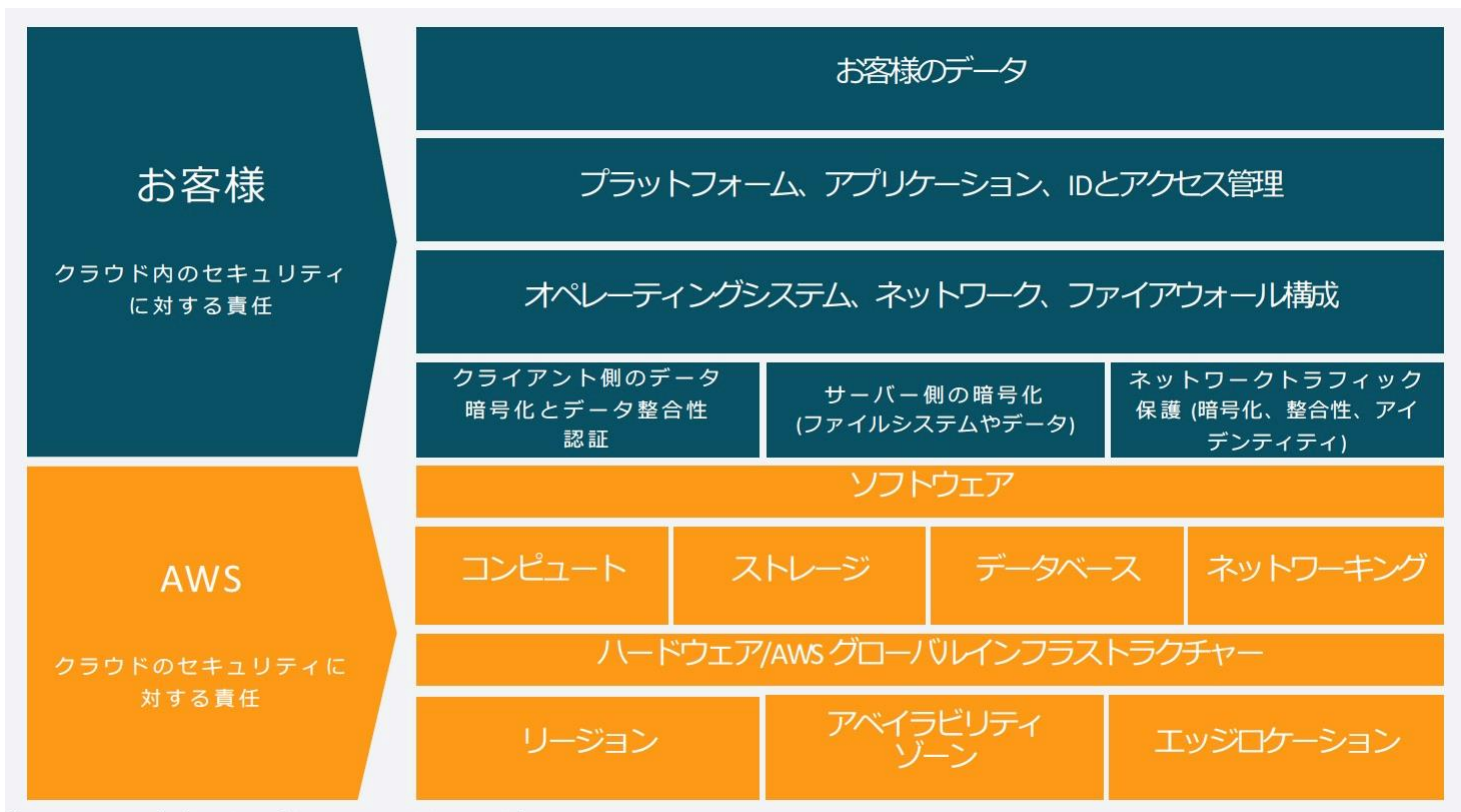 お客様
クラウド内のセキュリティ
に対する責任
お客様のデータ
プラットフォーム、アプリケーション、IDとアクセス管理
オペレーティングシステム、ネットワーク、ファイアウォール構成
クライアント側のデータ
暗号化とデータ整合性
認証
サーバー側の暗号化
(ファイルシステムやデータ)
ネットワークトラフィック
保護 (暗号化、整合性、アイ
デンティティ)
AWS
クラウドのセキュリティに
対する責任
ソフトウェア
コンピュート
ストレージ
データベース
ネットワーキング
ハードウェア/AWS グローバルインフラストラクチャー
リージョン
アベイラビリティ
ゾーン
エッジロケーション